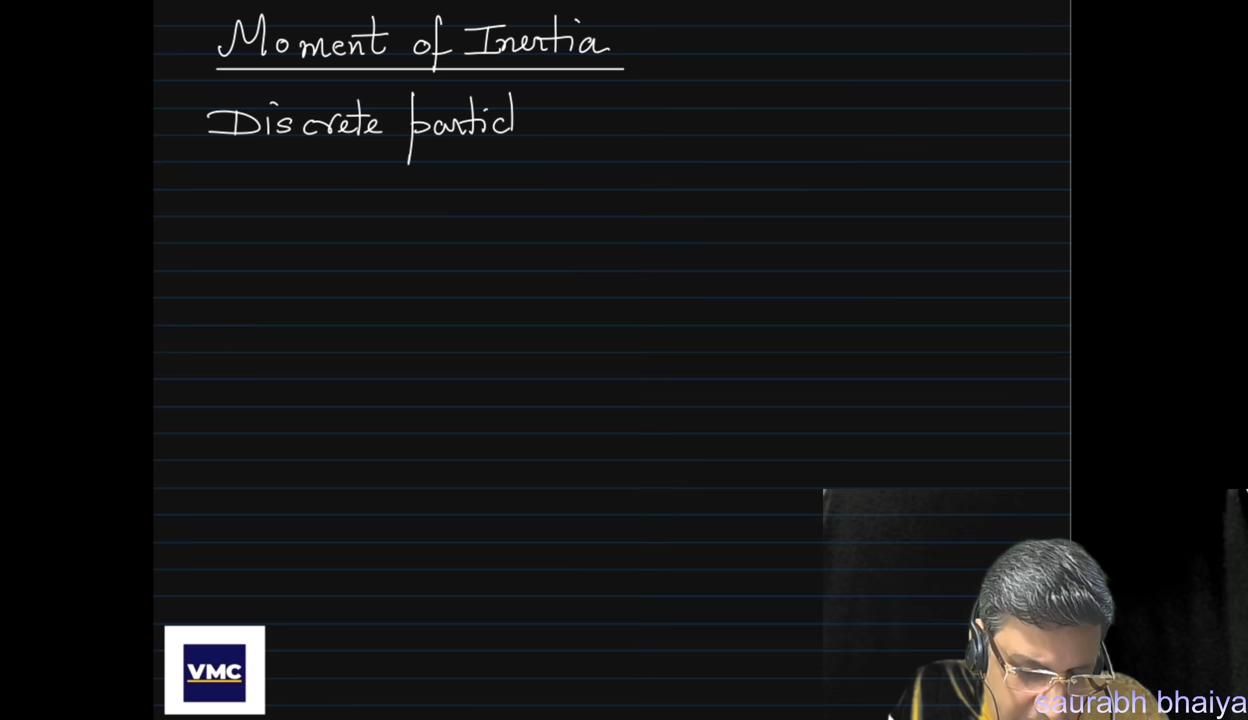 Moment of Inertia
Discrete particl
VMC
saurabh bhaiya